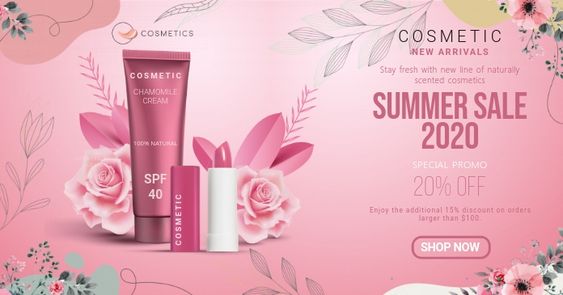 COSMETICS
COSMETIC
CHAMOMILE
CREAM
100% NATURAL
SPF
40
COSMETIC
COSMETIC
NEW ARRIVALS
Stay fresh with new line of naturally
scented cosmetics
SUMMER SALE
2020
SPECIAL PROMO
20% OFF
Enjoy the additional 15% discount on orders
larger than $100.
SHOP NOW